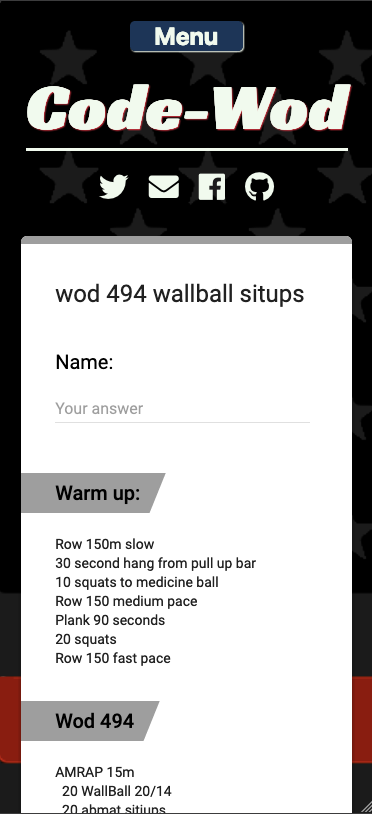 Menu
Code-Wod
wod 494 wallball situps
Name:
Your answer
Warm up:
Row 150m slow
30 second hang from pull up bar
10 squats to medicine ball
Row 150 medium pace
Plank 90 seconds
20 squats
Row 150 fast pace
Wod 494
AMRAP 15m
20 WallBall 20/14
20 abmat situps